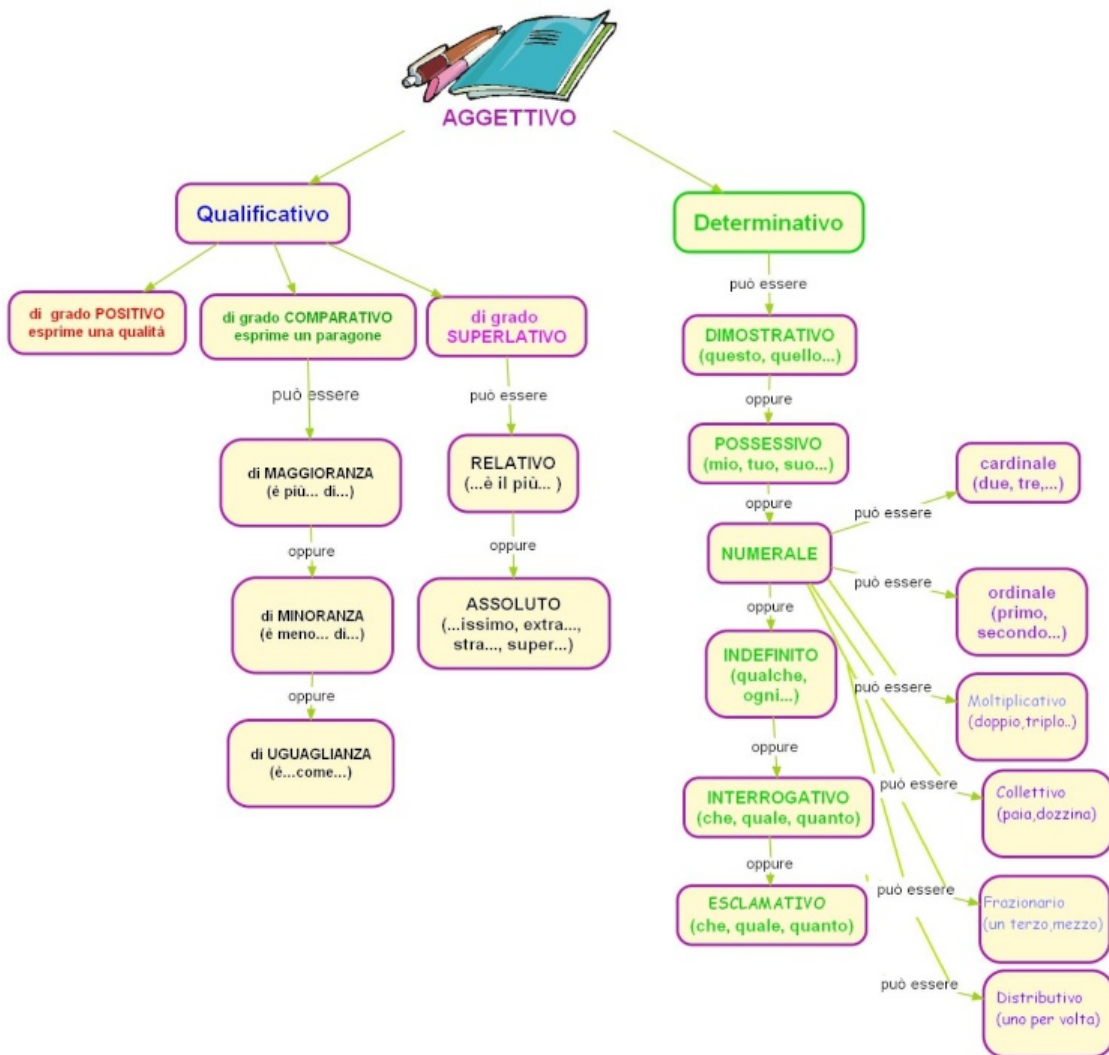 AGGETTIVO
Qualificativo
Determinativo
può essere
di grado POSITIVO
esprime una qualità
di grado COMPARATIVO
esprime un paragone
di grado
SUPERLATIVO
DIMOSTRATIVO
(questo, quello...)
può essere
può essere
oppure
di MAGGIORANZA
(è più... di...)
RELATIVO
(...è il più... )
POSSESSIVO
(mio, tuo, suo...)
cardinale
(due, tre,...)
oppure
può essere
oppure
oppure
NUMERALE
può essere
di MINORANZA
(è meno... di...)
ASSOLUTO
(...issimo, extra...,
stra..., super...)
oppure
ordinale
(primo,
secondo...)
INDEFINITO
(qualche,
ogni...)
oppure
può essere
Moltiplicativo
(doppio,triplo..)
di UGUAGLIANZA
(è...come...)
oppure
può essere
Collettivo
(paia,dozzina)
INTERROGATIVO
(che, quale, quanto)
oppure
ESCLAMATIVO
(che, quale, quanto)
può essere
Frazionario
(un terzo,mezzo)
può essere
Distributivo
(uno per volta)